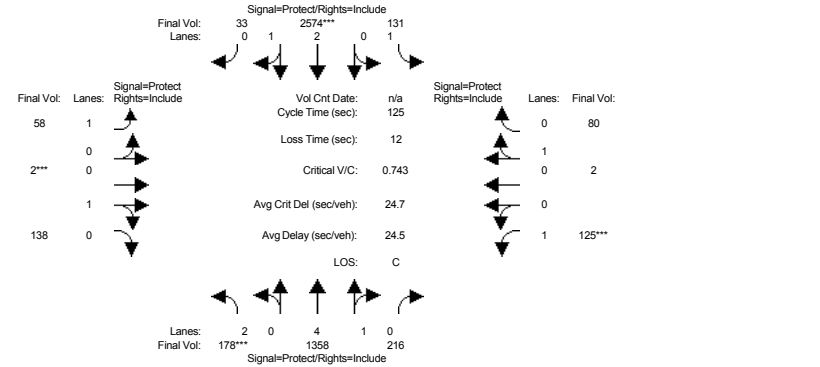 Signal=Protect/Rights=Include
Final Vol: 33 2574*** 131
Lanes: 0 1 2 0 1
Signal=Protect
Final Vol: Lanes: Rights=Include
Vol Cnt Date: n/a
Signal=Protect
Rights=Include Lanes: Final Vol:
Cycle Time (sec): 125
58 1
0 80
Loss Time (sec): 12
0
1
2*** 0
Critical V/C: 0.743
0 2
1
Avg Crit Del (sec/veh): 24.7
0
138 0
Avg Delay (sec/veh): 24.5
1 125***
LOS: C
Lanes: 2 0 4 1 0
Final Vol: 178*** 1358 216
Signal=Protect/Rights=Include